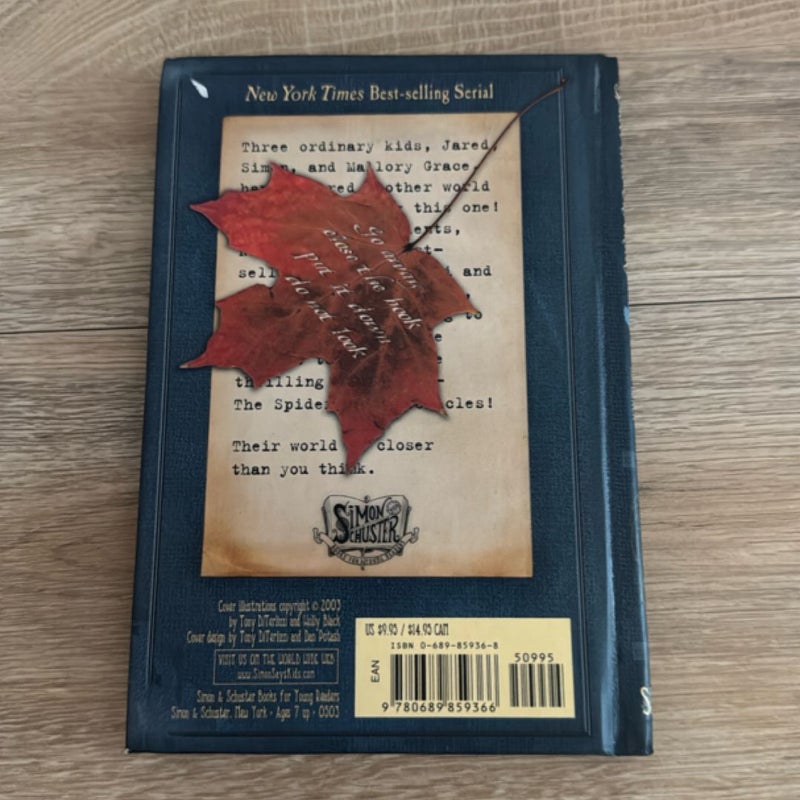 New York Times Best-selling Serial
Three ordinary kids, Jared,
Simon, and Mallory Grace
other world
this one!
and
to
thrilling
The Spide cles!
Their world closer
than you think.
Go away
close the book
put it down
do not look
SIMON
SCHUSTER
Cover illustrations copyright © 2003
by Tony DiTerlizzi and Holly Black
Cover design by Tony DiTerlizzi and Dan Potash
VISIT US ON THE WORLD WIDE WEB
www.SimonSaysKids.com
Simon & Schuster Books for Young Readers
Simon & Schuster, New York • Ages 7 up • 0503
US $9.95 / $14.95 CAN
ISBN 0-689-85936-8
50995
EAN
9 780689 859366